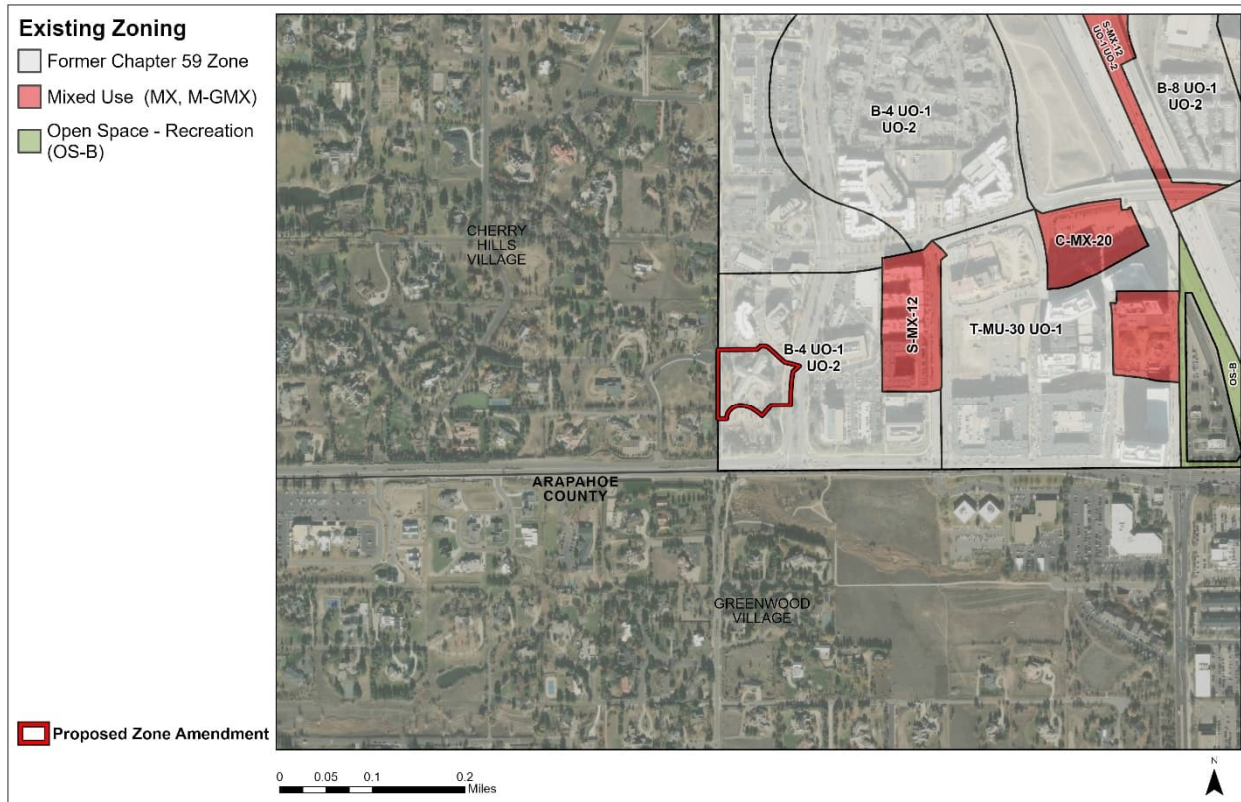 Existing Zoning
Former Chapter 59 Zone
Mixed Use (MX, M-GMX)
Open Space - Recreation
(OS-B)
Proposed Zone Amendment
S-MX-12
UO-1 UO-2
B-8 UO-1
UO-2
B-4 UO-1
UO-2
CHERRY
HILLS
VILLAGE
C-MX-20
S-MX-12
T-MU-30 UO-1
B-4 UO-1
UO-2
OS-B
ARAPAHOE
COUNTY
GREENWOOD
VILLAGE
0 0.05 0.1 0.2
Miles
N